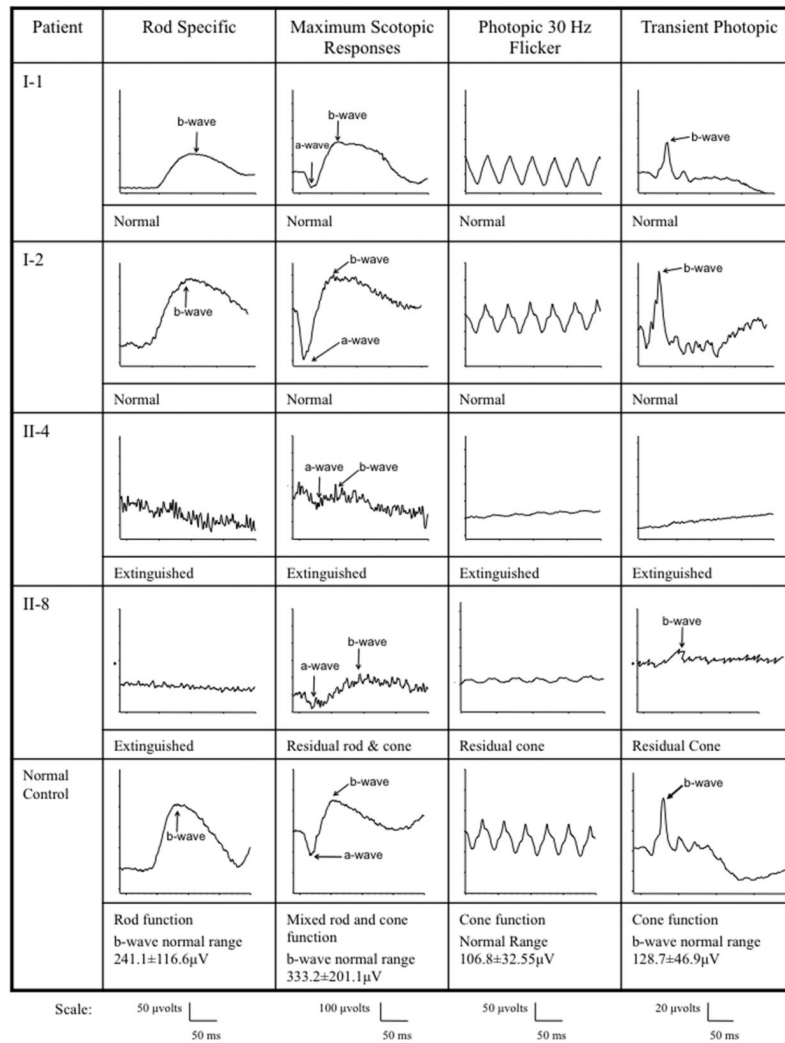 Patient
Rod Specific
Maximum Scotopic
Responses
Photopic 30 Hz
Flicker
Transient Photopic
I-1
b-wave
a-wave
b-wave
b-wave
Normal
Normal
Normal
Normal
I-2
b-wave
b-wave
a-wave
b-wave
Normal
Normal
Normal
Normal
II-4
a-wave
b-wave
Extinguished
Extinguished
Extinguished
Extinguished
II-8
a-wave
b-wave
b-wave
Extinguished
Residual rod & cone
Residual cone
Residual Cone
Normal
Control
b-wave
b-wave
a-wave
b-wave
Rod function
b-wave normal range
241.1±116.6µV
Mixed rod and cone
function
b-wave normal range
333.2±201.1µV
Cone function
Normal Range
106.8±32.55µV
Cone function
b-wave normal range
128.7±46.9µV
Scale:
50 µvolts
50 ms
100 µvolts
50 ms
50 µvolts
50 ms
20 µvolts
50 ms